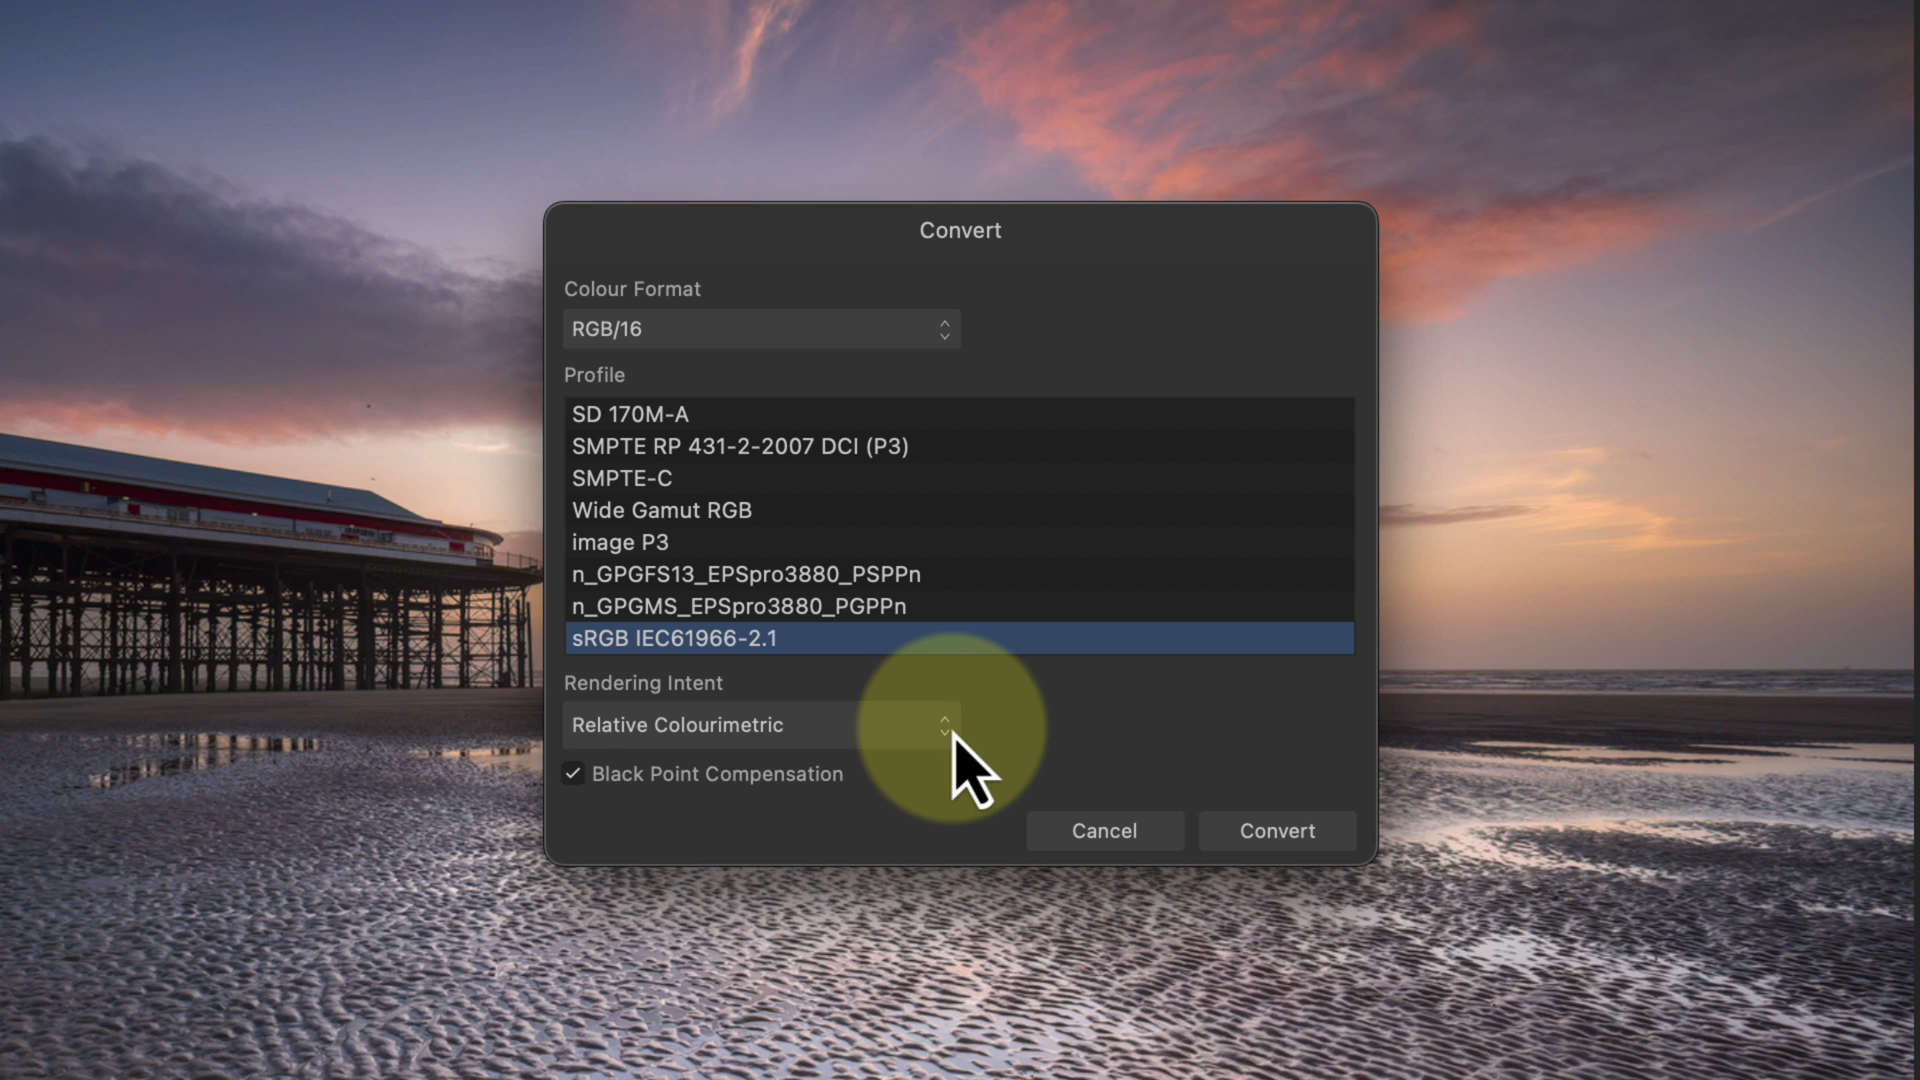 Convert
Colour Format
RGB/16
Profile
SD 170M-A
SMPTE RP 431-2-2007 DCI (P3)
SMPTE-C
Wide Gamut RGB
image P3
n_GPGFS13_EPSpro3880_PSPPn
n_GPGMS_EPSpro3880_PGPPn
sRGB IEC61966-2.1
Rendering Intent
Relative Colourimetric
Black Point Compensation
Cancel Convert